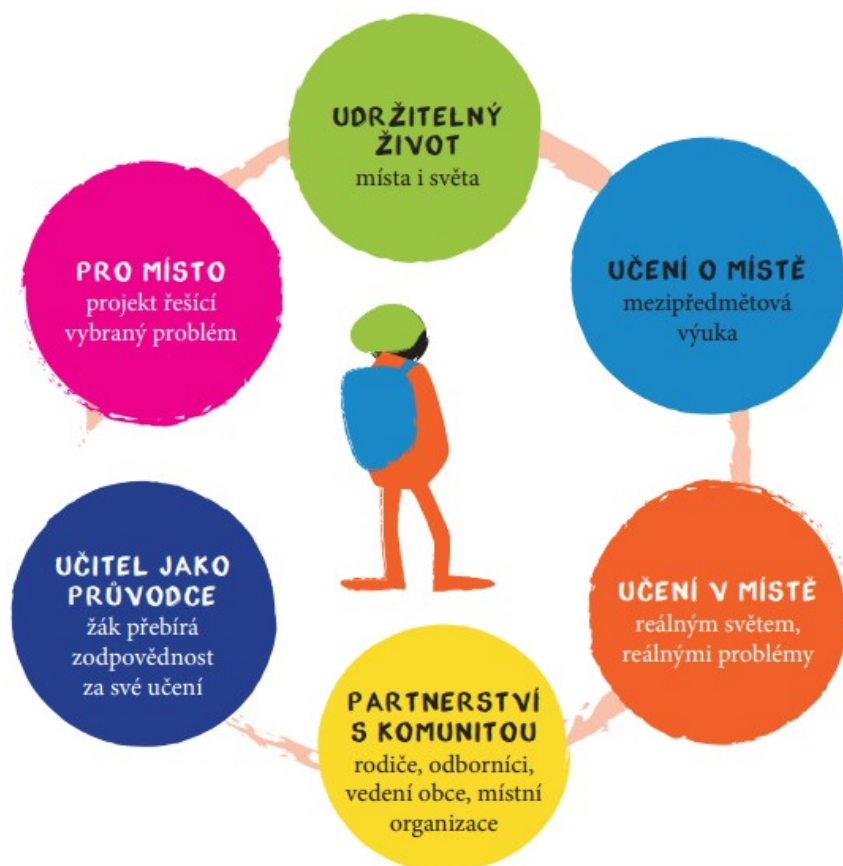 UDRŽITELNÝ
ŽIVOT
místa i světa
UČENÍ O MÍSTĚ
mezipředmětová
výuka
UČENÍ V MÍSTĚ
reálným světem,
reálnými problémy
PARTNERSTVÍ
S KOMUNITOU
rodiče, odborníci,
vedení obce, místní
organizace
UČITEL JAKO
PRŮVODCE
žák přebírá
zodpovědnost
za své učení
PRO MÍSTO
projekt řešící
vybraný problém